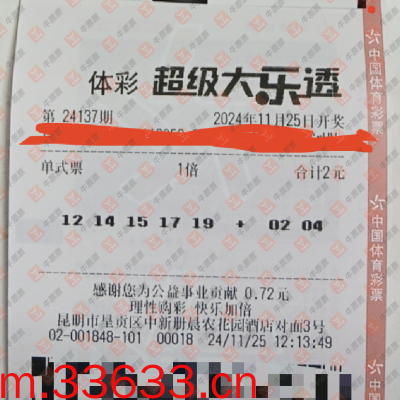 体彩 超级大乐透
第 24137期 2024年11月25日开奖
单式票 1倍 合计2元
12 14 15 17 19 + 02 04
感谢您为公益事业贡献 0.72元
理性购彩 快乐加倍
昆明市呈贡区中新册晨农花园酒店对面3号
02-001848-101 00018 24/11/25 12:13:49
m.33633.cn
中国体育彩票
中国体育彩票